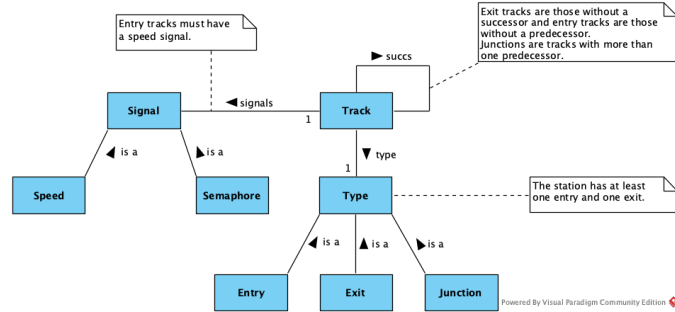 Entry tracks must have
a speed signal.
Exit tracks are those without a
successor and entry tracks are those
without a predecessor.
Junctions are tracks with more than
one predecessor.
succs
Signal
signals
1
Track
is a
is a
type
1
Speed
Semaphore
Type
The station has at least
one entry and one exit.
is a
is a
is a
Entry
Exit
Junction
Powered By Visual Paradigm Community Edition